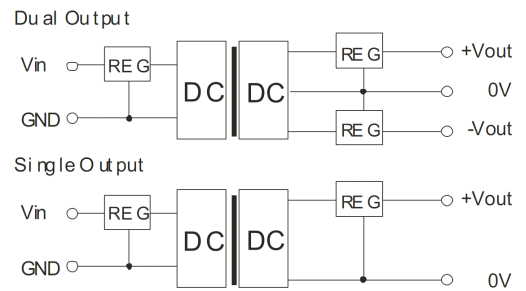 Dual Output
Vin REG DC DC REG +Vout
0V
GND REG -Vout
Single Output
Vin REG DC DC REG +Vout
GND 0V